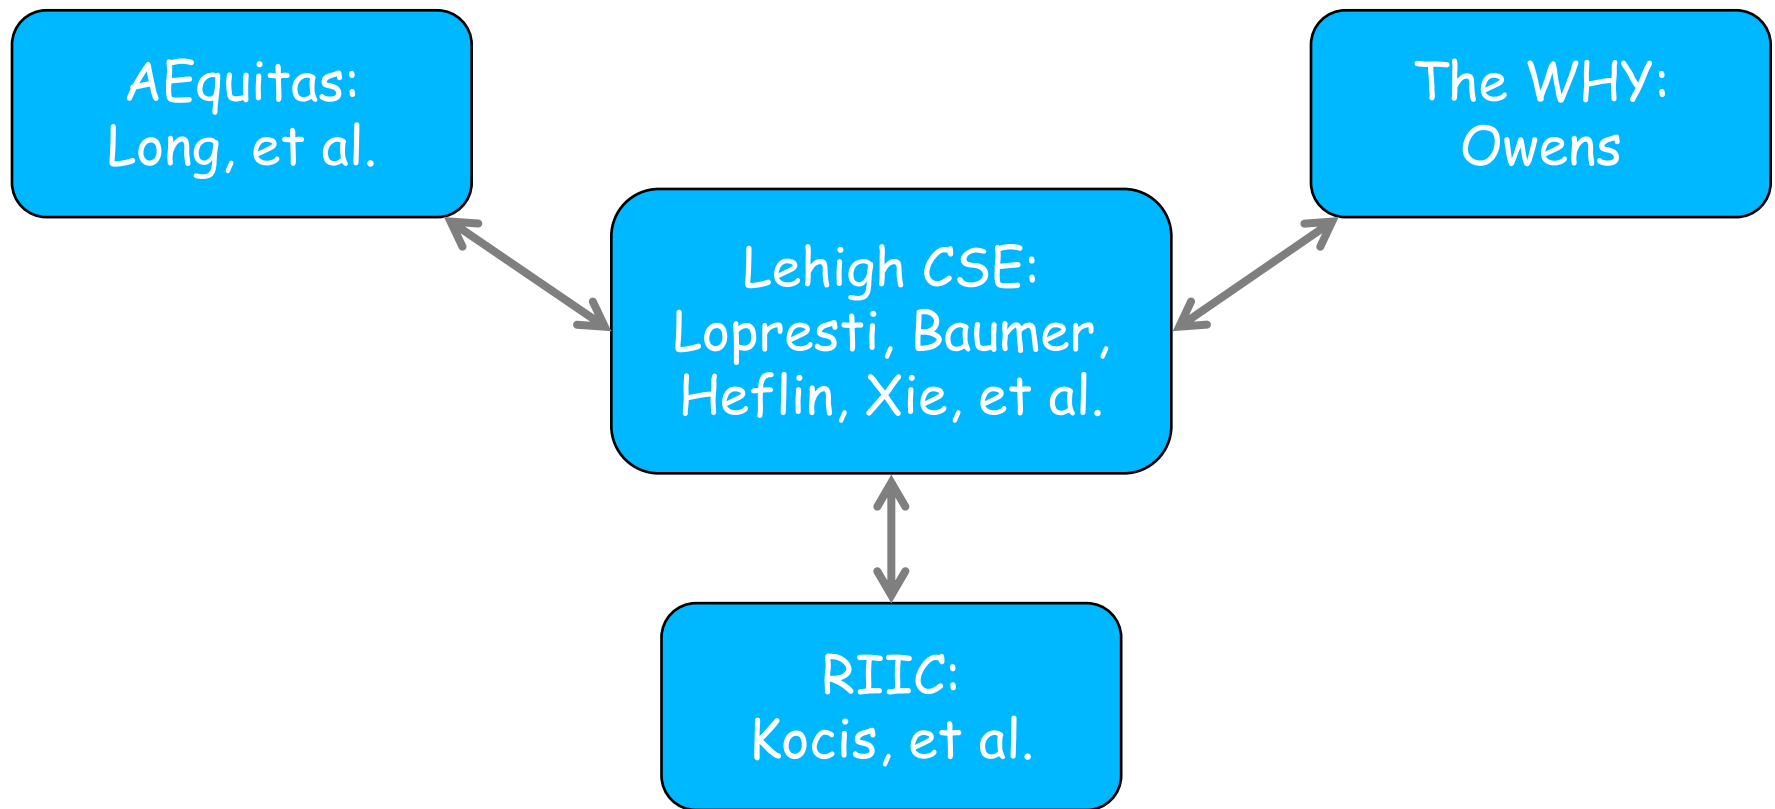 AEquitas:
Long, et al.
The WHY:
Owens
Lehigh CSE:
Lopresti, Baumer,
Heflin, Xie, et al.
RIIC:
Kocis, et al.